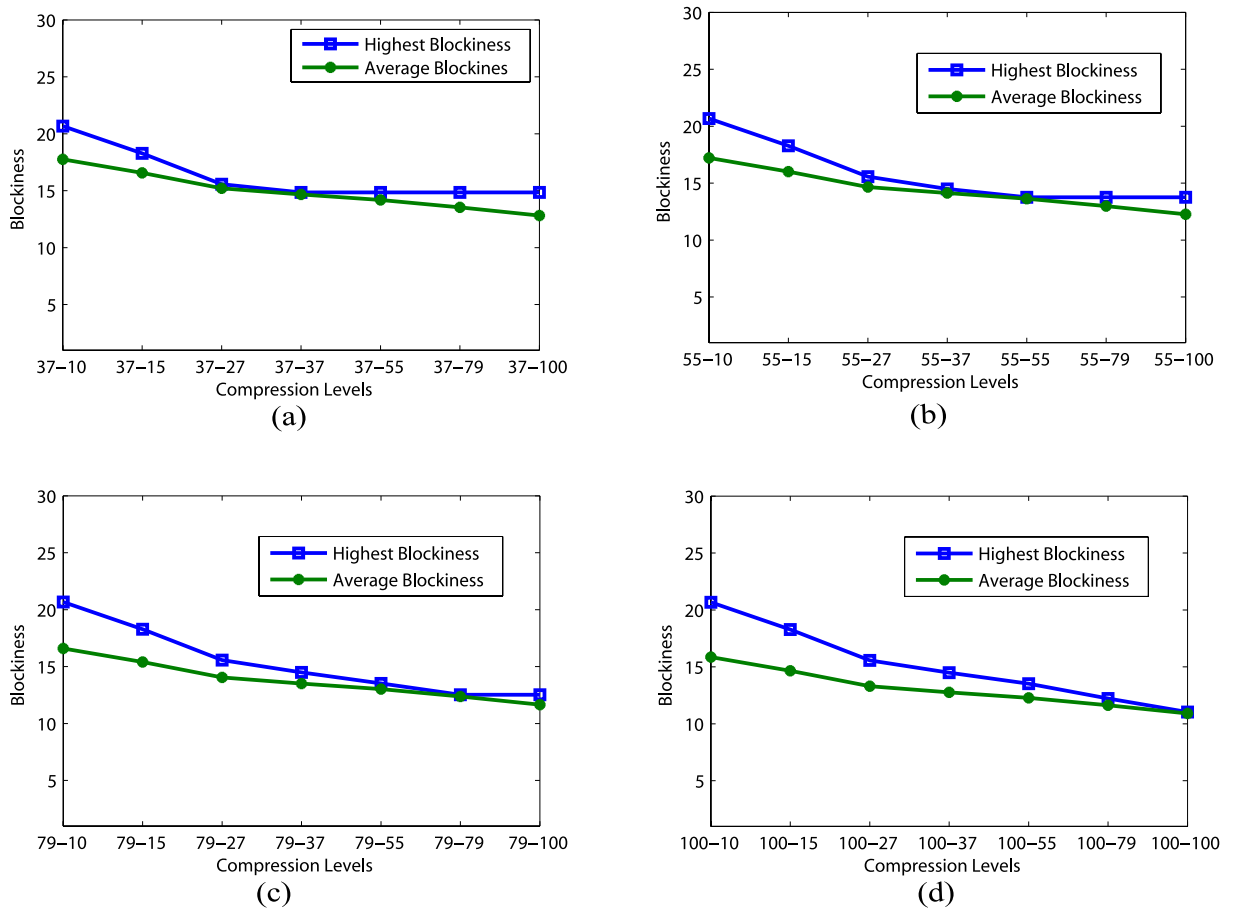 30
25
20
15
10
5
Blockiness
Highest Blockiness
Average Blockines
37−10 37−15 37−27 37−37 37−55 37−79 37−100
Compression Levels
(a)
30
25
20
15
10
5
Blockiness
Highest Blockiness
Average Blockiness
55−10 55−15 55−27 55−37 55−55 55−79 55−100
Compression Levels
(b)
30
25
20
15
10
5
Blockiness
Highest Blockiness
Average Blockiness
79−10 79−15 79−27 79−37 79−55 79−79 79−100
Compression Levels
(c)
30
25
20
15
10
5
Blockiness
Highest Blockiness
Average Blockiness
100−10 100−15 100−27 100−37 100−55 100−79 100−100
Compression Levels
(d)